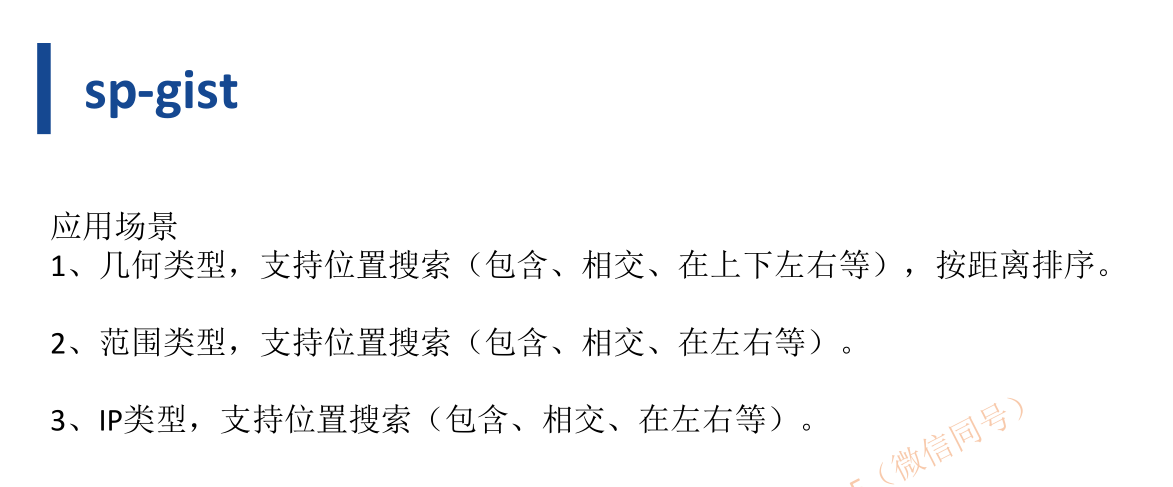 sp-gist
应用场景
1、几何类型，支持位置搜索（包含、相交、在上下左右等），按距离排序。
2、范围类型，支持位置搜索（包含、相交、在左右等）。
3、IP类型，支持位置搜索（包含、相交、在左右等）。
（微信同号）